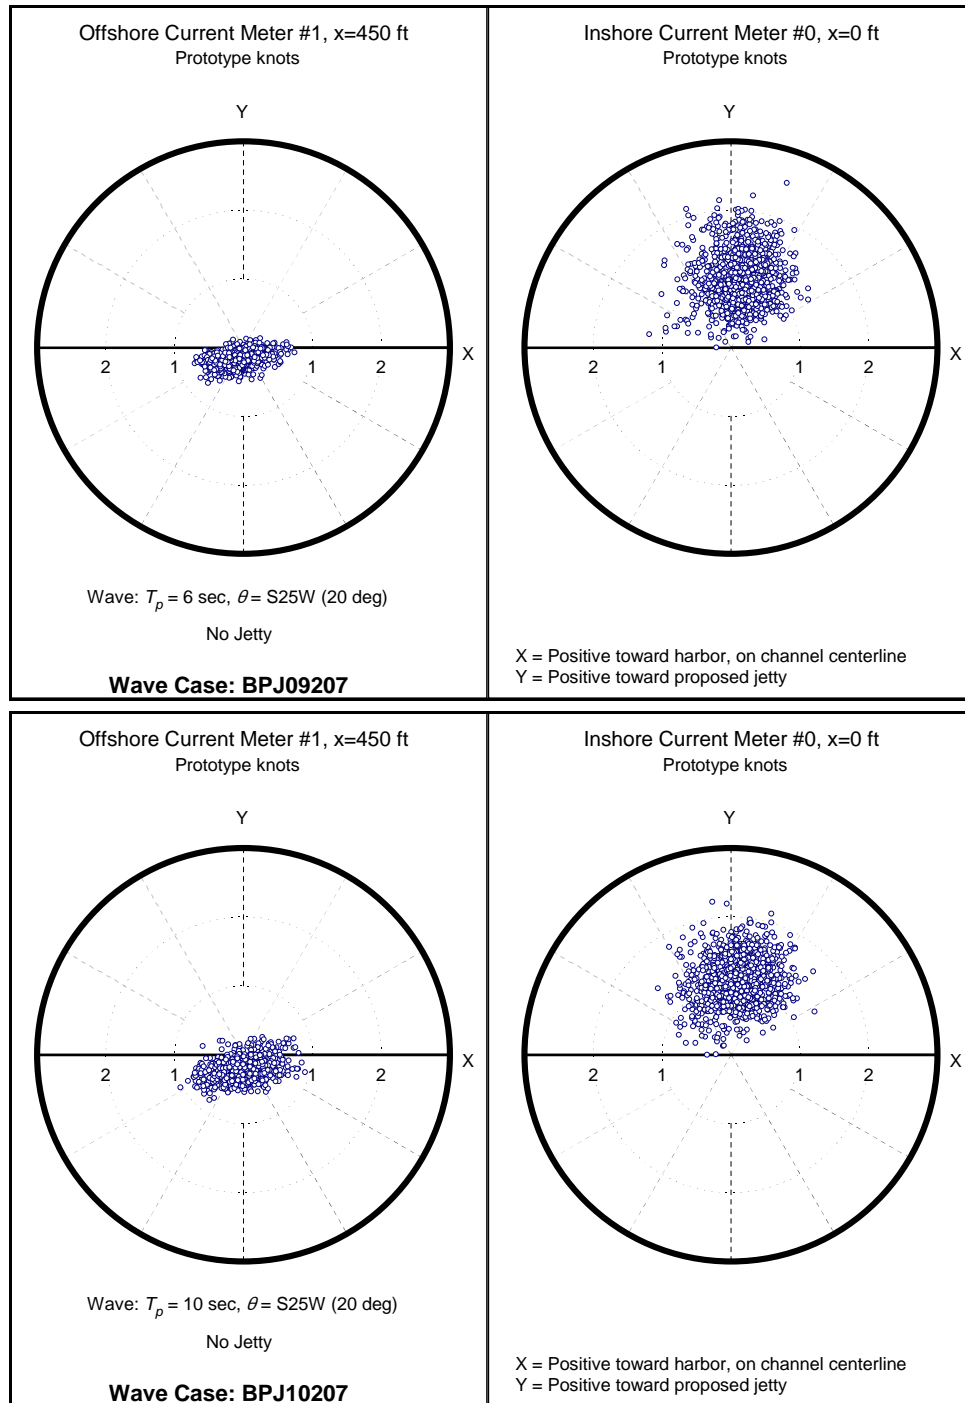 Offshore Current Meter #1, x=450 ft
Prototype knots
Y
X
2 1 1 2
Wave: Tp = 6 sec, θ = S25W (20 deg)
No Jetty
Wave Case: BPJ09207
Inshore Current Meter #0, x=0 ft
Prototype knots
Y
X
2 1 1 2
X = Positive toward harbor, on channel centerline
Y = Positive toward proposed jetty
Offshore Current Meter #1, x=450 ft
Prototype knots
Y
X
2 1 1 2
Wave: Tp = 10 sec, θ = S25W (20 deg)
No Jetty
Wave Case: BPJ10207
Inshore Current Meter #0, x=0 ft
Prototype knots
Y
X
2 1 1 2
X = Positive toward harbor, on channel centerline
Y = Positive toward proposed jetty